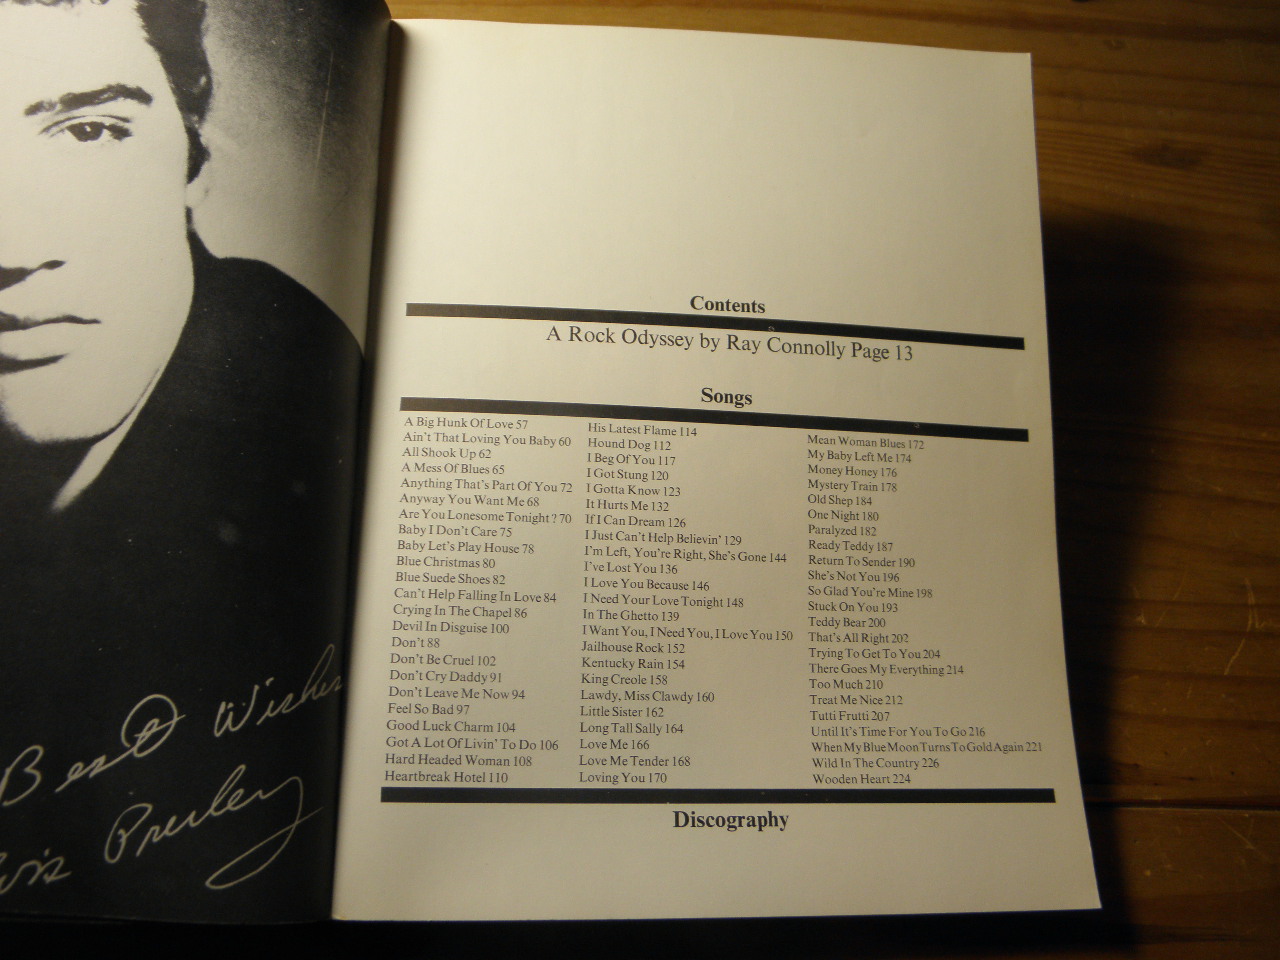 Best Wishes
Presley
Contents
A Rock Odyssey by Ray Connolly Page 13
Songs
A Big Hunk Of Love 57
Ain't That Loving You Baby 60
All Shook Up 62
A Mess Of Blues 65
Anything That's Part Of You 72
Anyway You Want Me 68
Are You Lonesome Tonight? 70
Baby I Don't Care 75
Baby Let's Play House 78
Blue Christmas 80
Blue Suede Shoes 82
Can't Help Falling In Love 84
Crying In The Chapel 86
Devil In Disguise 100
Don't 88
Don't Be Cruel 102
Don't Cry Daddy 91
Don't Leave Me Now 94
Feel So Bad 97
Good Luck Charm 104
Got A Lot Of Livin' To Do 106
Hard Headed Woman 108
Heartbreak Hotel 110
His Latest Flame 114
Hound Dog 112
I Beg Of You 117
I Got Stung 120
I Gotta Know 123
It Hurts Me 132
If I Can Dream 126
I Just Can't Help Believin' 129
I'm Left, You're Right, She's Gone 144
I've Lost You 136
I Love You Because 146
I Need Your Love Tonight 148
In The Ghetto 139
I Want You, I Need You, I Love You 150
Jailhouse Rock 152
Kentucky Rain 154
King Creole 158
Lawdy, Miss Clawdy 160
Little Sister 162
Long Tall Sally 164
Love Me 166
Love Me Tender 168
Loving You 170
Mean Woman Blues 172
My Baby Left Me 174
Money Honey 176
Mystery Train 178
Old Shep 184
One Night 180
Paralyzed 182
Ready Teddy 187
Return To Sender 190
She's Not You 196
So Glad You're Mine 198
Stuck On You 193
Teddy Bear 200
That's All Right 202
Trying To Get To You 204
There Goes My Everything 214
Too Much 210
Treat Me Nice 212
Tutti Frutti 207
Until It's Time For You To Go 216
When My Blue Moon Turns To Gold Again 221
Wild In The Country 226
Wooden Heart 224
Discography